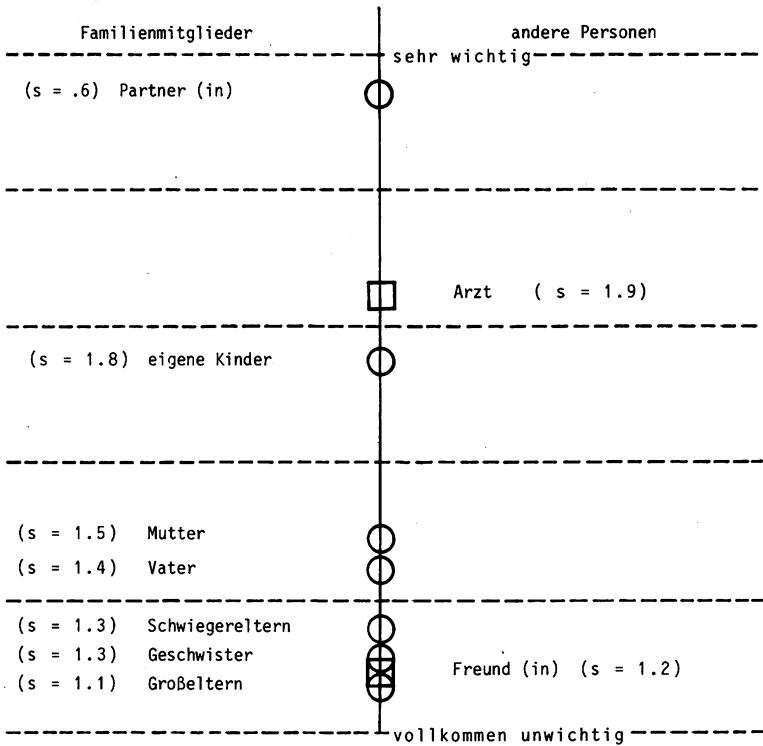 Familienmitglieder andere Personen
sehr wichtig
(s = .6) Partner (in)
Arzt ( s = 1.9)
(s = 1.8) eigene Kinder
(s = 1.5) Mutter
(s = 1.4) Vater
(s = 1.3) Schwiegereltern
(s = 1.3) Geschwister
Freund (in) (s = 1.2)
(s = 1.1) Großeltern
vollkommen unwichtig